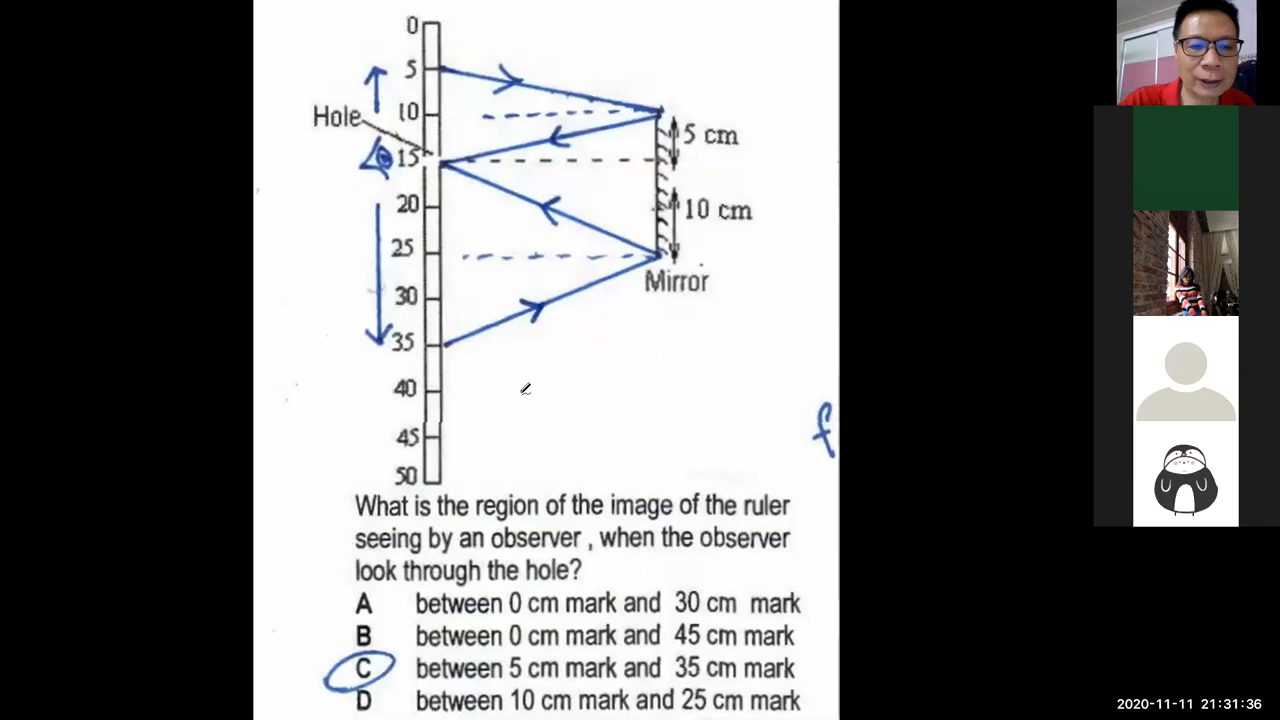 0
5
10
Hole
15
20
25
30
35
40
45
50
5 cm
10 cm
Mirror
f
What is the region of the image of the ruler
seeing by an observer , when the observer
look through the hole?
A between 0 cm mark and 30 cm mark
B between 0 cm mark and 45 cm mark
C between 5 cm mark and 35 cm mark
D between 10 cm mark and 25 cm mark
2020-11-11 21:31:36